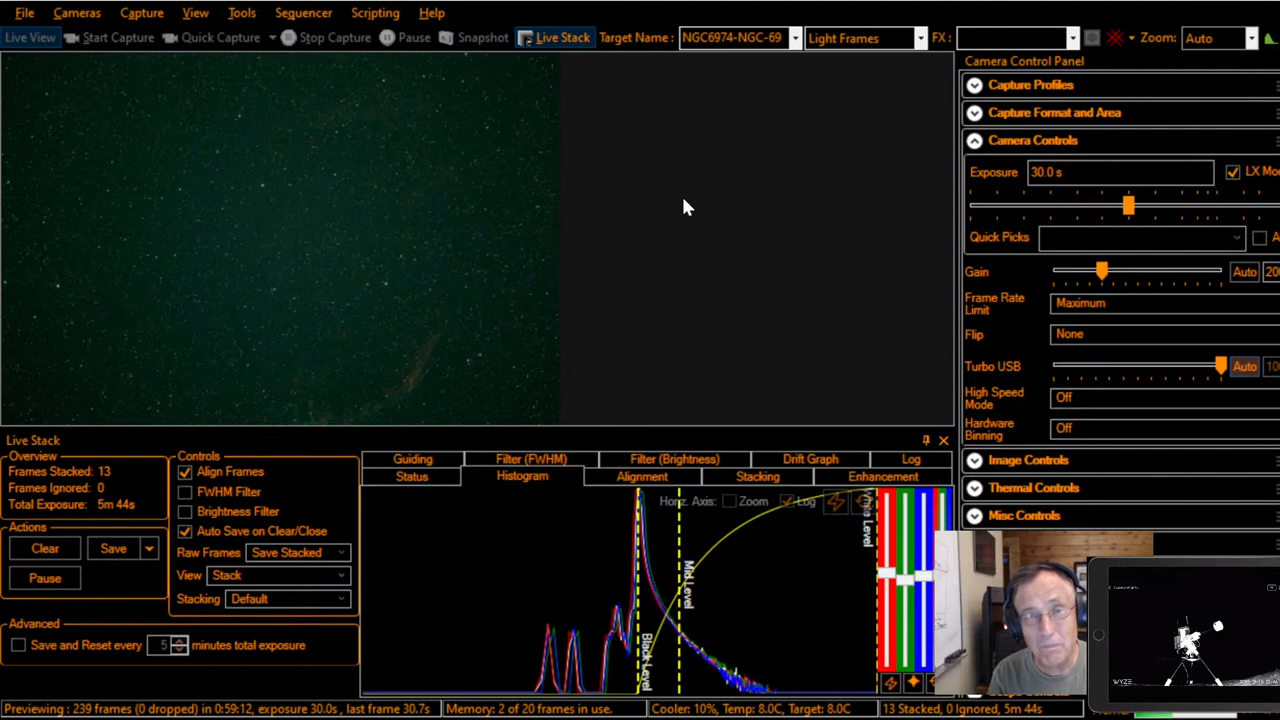 File Cameras Capture View Tools Sequencer Scripting Help
Live View Start Capture Quick Capture Stop Capture Pause Snapshot Live Stack Target Name : NGC6974-NGC-69 Light Frames FX : Zoom: Auto
Camera Control Panel
Capture Profiles
Capture Format and Area
Camera Controls
Exposure 30.0 s LX Mo
Quick Picks
Gain Auto 20
Frame Rate Limit Maximum
Flip None
Turbo USB Auto
High Speed Mode Off
Hardware Binning Off
Image Controls
Thermal Controls
Misc Controls
Live Stack
Overview
Frames Stacked: 13
Frames Ignored: 0
Total Exposure: 5m 44s
Actions
Clear Save
Pause
Controls
Align Frames
FWHM Filter
Brightness Filter
Auto Save on Clear/Close
Raw Frames Save Stacked
View Stack
Stacking Default
Advanced
Save and Reset every 5 minutes total exposure
Guiding Filter (FWHM) Filter (Brightness) Drift Graph Log
Status Histogram Alignment Stacking Enhancement
Horiz. Axis: Zoom Log
Black Level
Mid Level
White Level
WYZE
Previewing : 239 frames (0 dropped) in 0:59:12, exposure 30.0s , last frame 30.7s Memory: 2 of 20 frames in use. Cooler: 10%, Temp: 8.0C, Target: 8.0C 13 Stacked, 0 Ignored, 5m 44s